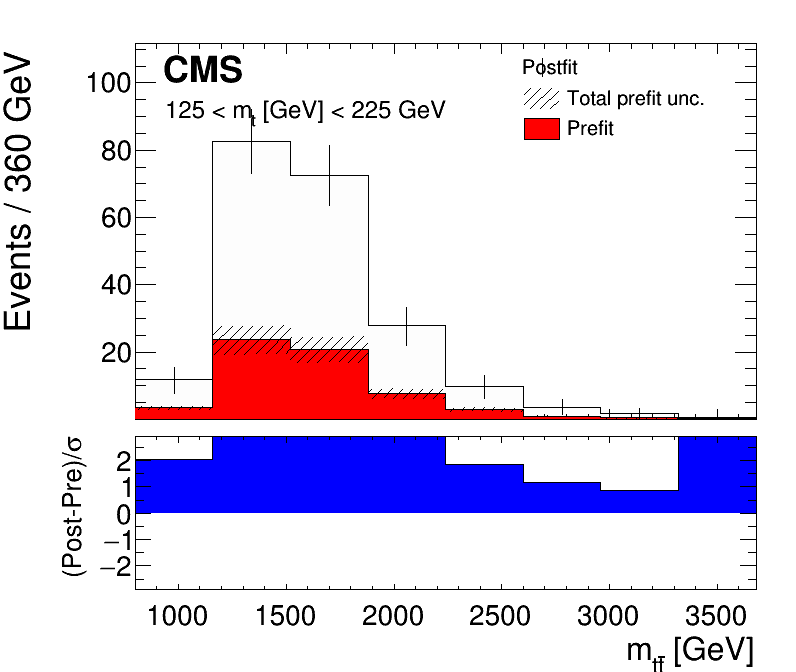 CMS
125 < m_t [GeV] < 225 GeV
Postfit
Total prefit unc.
Prefit
Events / 360 GeV
100
80
60
40
20
(Post-Pre)/σ
2
1
0
−1
−2
1000 1500 2000 2500 3000 3500
m_tt̅ [GeV]